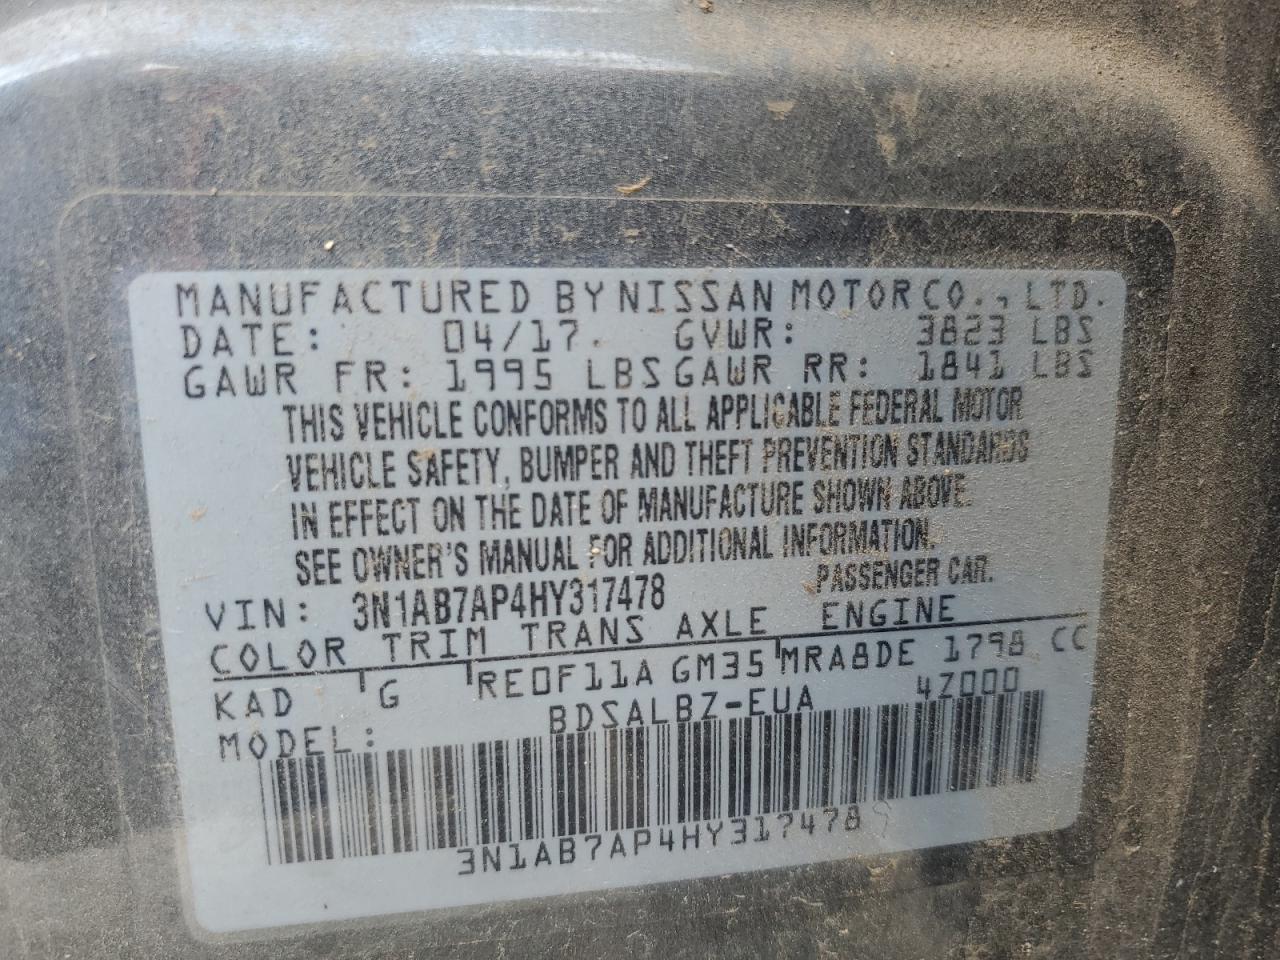 MANUFACTURED BY NISSAN MOTOR CO., LTD.
DATE: 04/17. GVWR: 3823 LBS
GAWR FR: 1995 LBS GAWR RR: 1841 LBS
THIS VEHICLE CONFORMS TO ALL APPLICABLE FEDERAL MOTOR
VEHICLE SAFETY, BUMPER AND THEFT PREVENTION STANDARDS
IN EFFECT ON THE DATE OF MANUFACTURE SHOWN ABOVE.
SEE OWNER'S MANUAL FOR ADDITIONAL INFORMATION.
VIN: 3N1AB7AP4HY317478 PASSENGER CAR.
COLOR TRIM TRANS AXLE ENGINE
KAD G RE0F11A GM35 MRA8DE 1798 CC
MODEL: BDSALBZ-EUA 4Z000
3N1AB7AP4HY317478